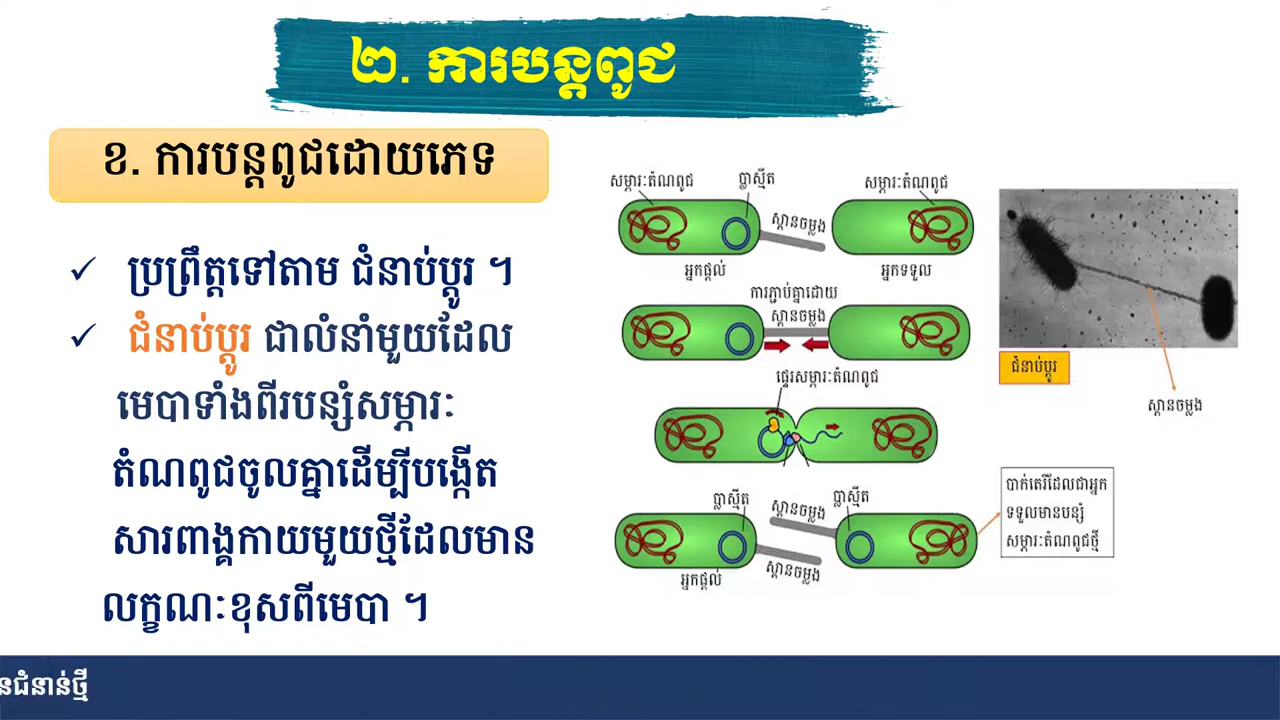 ២. ការបន្តពូជ
ខ. ការបន្តពូជដោយភេទ
✓ ប្រព្រឹត្តទៅតាម ជំនាប់ប្តូរ ។
✓ ជំនាប់ប្តូរ ជាលំនាំមួយដែល
មេបាទាំងពីរបន្សំសម្ភារៈ
តំណពូជចូលគ្នាដើម្បីបង្កើត
សារពាង្គកាយមួយថ្មីដែលមាន
លក្ខណៈខុសពីមេបា ។
សម្ភារៈតំណពូជ
ប្លាស្មីត
សម្ភារៈតំណពូជ
ស្ពានចម្លង
អ្នកផ្តល់
អ្នកទទួល
ការភ្ជាប់គ្នាដោយ
ស្ពានចម្លង
ផ្ទេរសម្ភារៈតំណពូជ
ប្លាស្មីត
ស្ពានចម្លង
ប្លាស្មីត
ស្ពានចម្លង
អ្នកផ្តល់
ជំនាប់ប្តូរ
ស្ពានចម្លង
បាក់តេរីដែលជាអ្នក
ទទួលមានបន្សំ
សម្ភារៈតំណពូជថ្មី
នជំនាន់ថ្មី